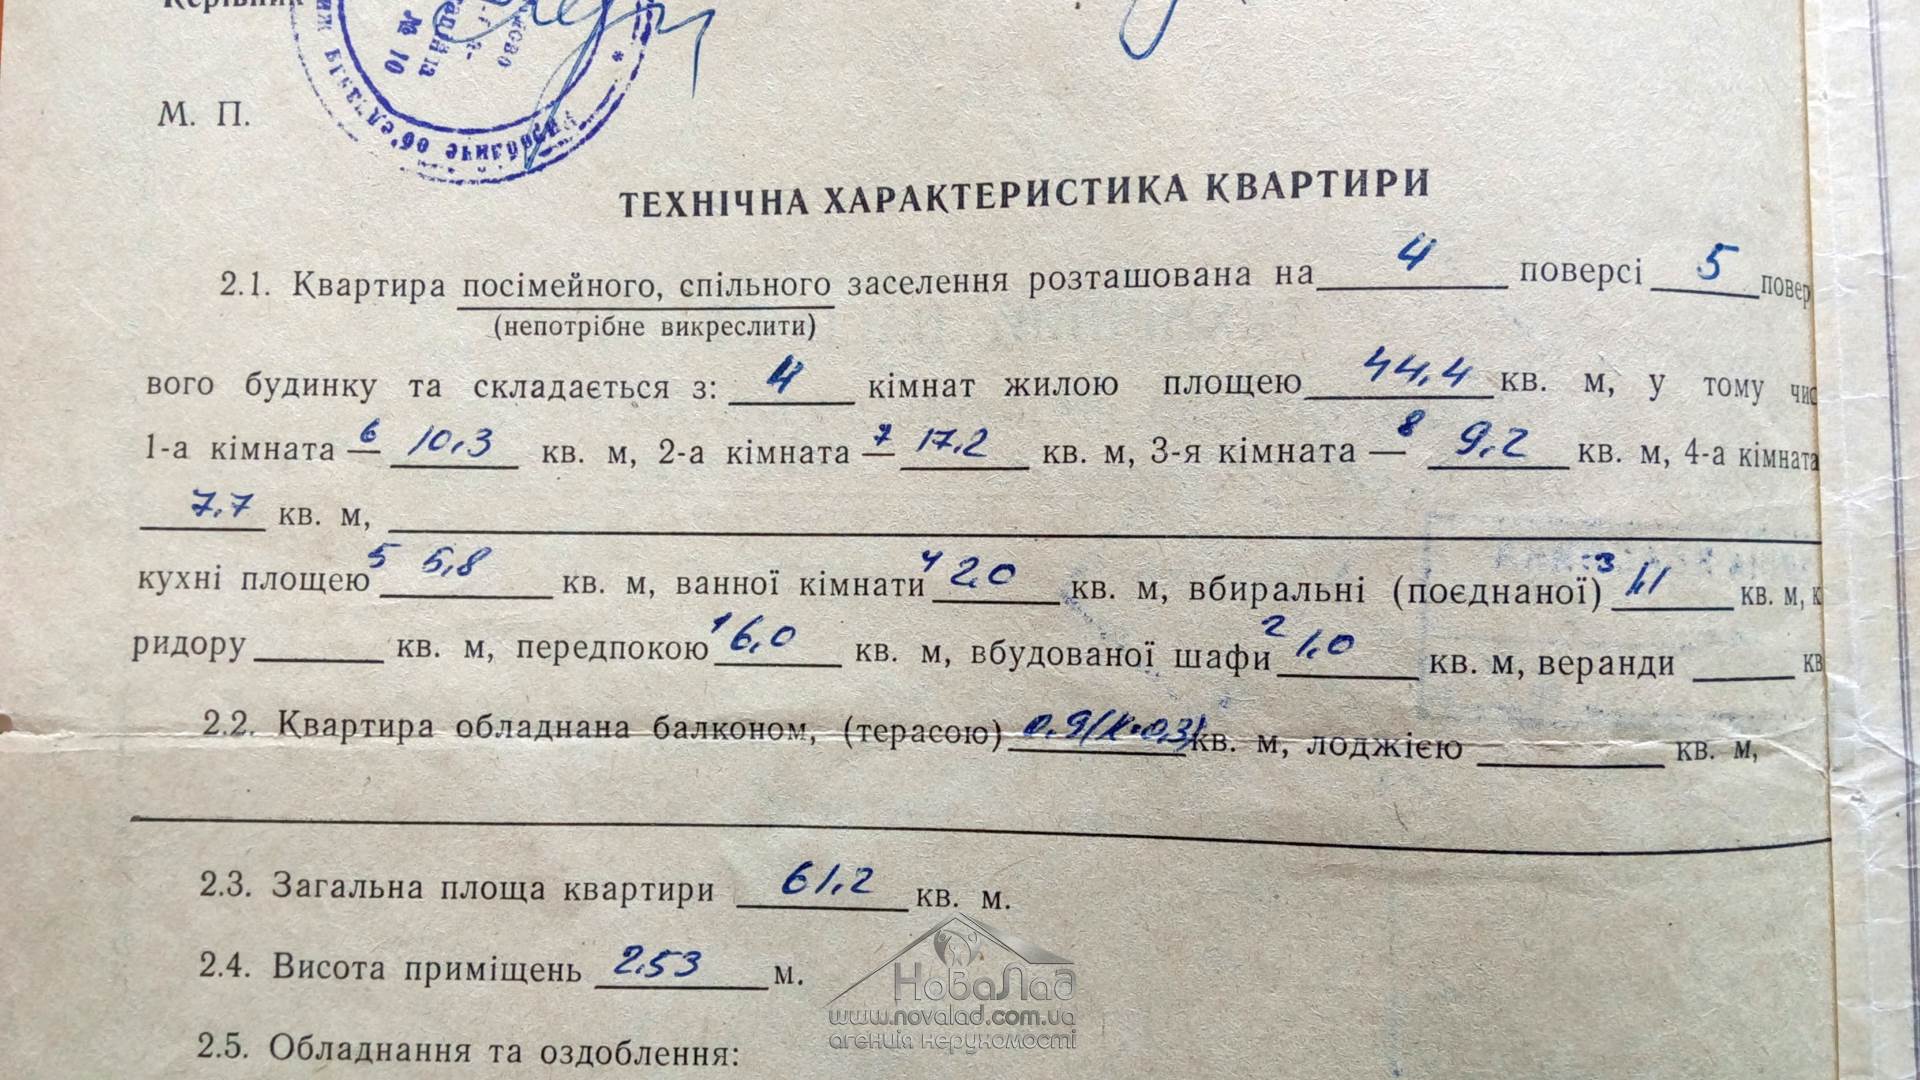 Керівник
№ 10
М. П.
ТЕХНІЧНА ХАРАКТЕРИСТИКА КВАРТИРИ
2.1. Квартира посімейного, спільного заселення розташована на 4 поверсі 5 повер
(непотрібне викреслити)
вого будинку та складається з: 4 кімнат жилою площею 44,4 кв. м, у тому чис
1-а кімната — 6 10,3 кв. м, 2-а кімната — 7 17,2 кв. м, 3-я кімната — 8 9,2 кв. м, 4-а кімната
7,7 кв. м,
кухні площею 5 5,8 кв. м, ванної кімнати 4 2,0 кв. м, вбиральні (поєднаної) 3 1,1 кв. м, к
ридору кв. м, передпокою 1 6,0 кв. м, вбудованої шафи 2 1,0 кв. м, веранди кв
2.2. Квартира обладнана балконом, (терасою) 0,9 (к-0,3) кв. м, лоджією кв. м,
2.3. Загальна площа квартири 61,2 кв. м.
2.4. Висота приміщень 2,53 м.
2.5. Обладнання та оздоблення:
НоваЛад
www.novalad.com.ua
агенція нерухомості